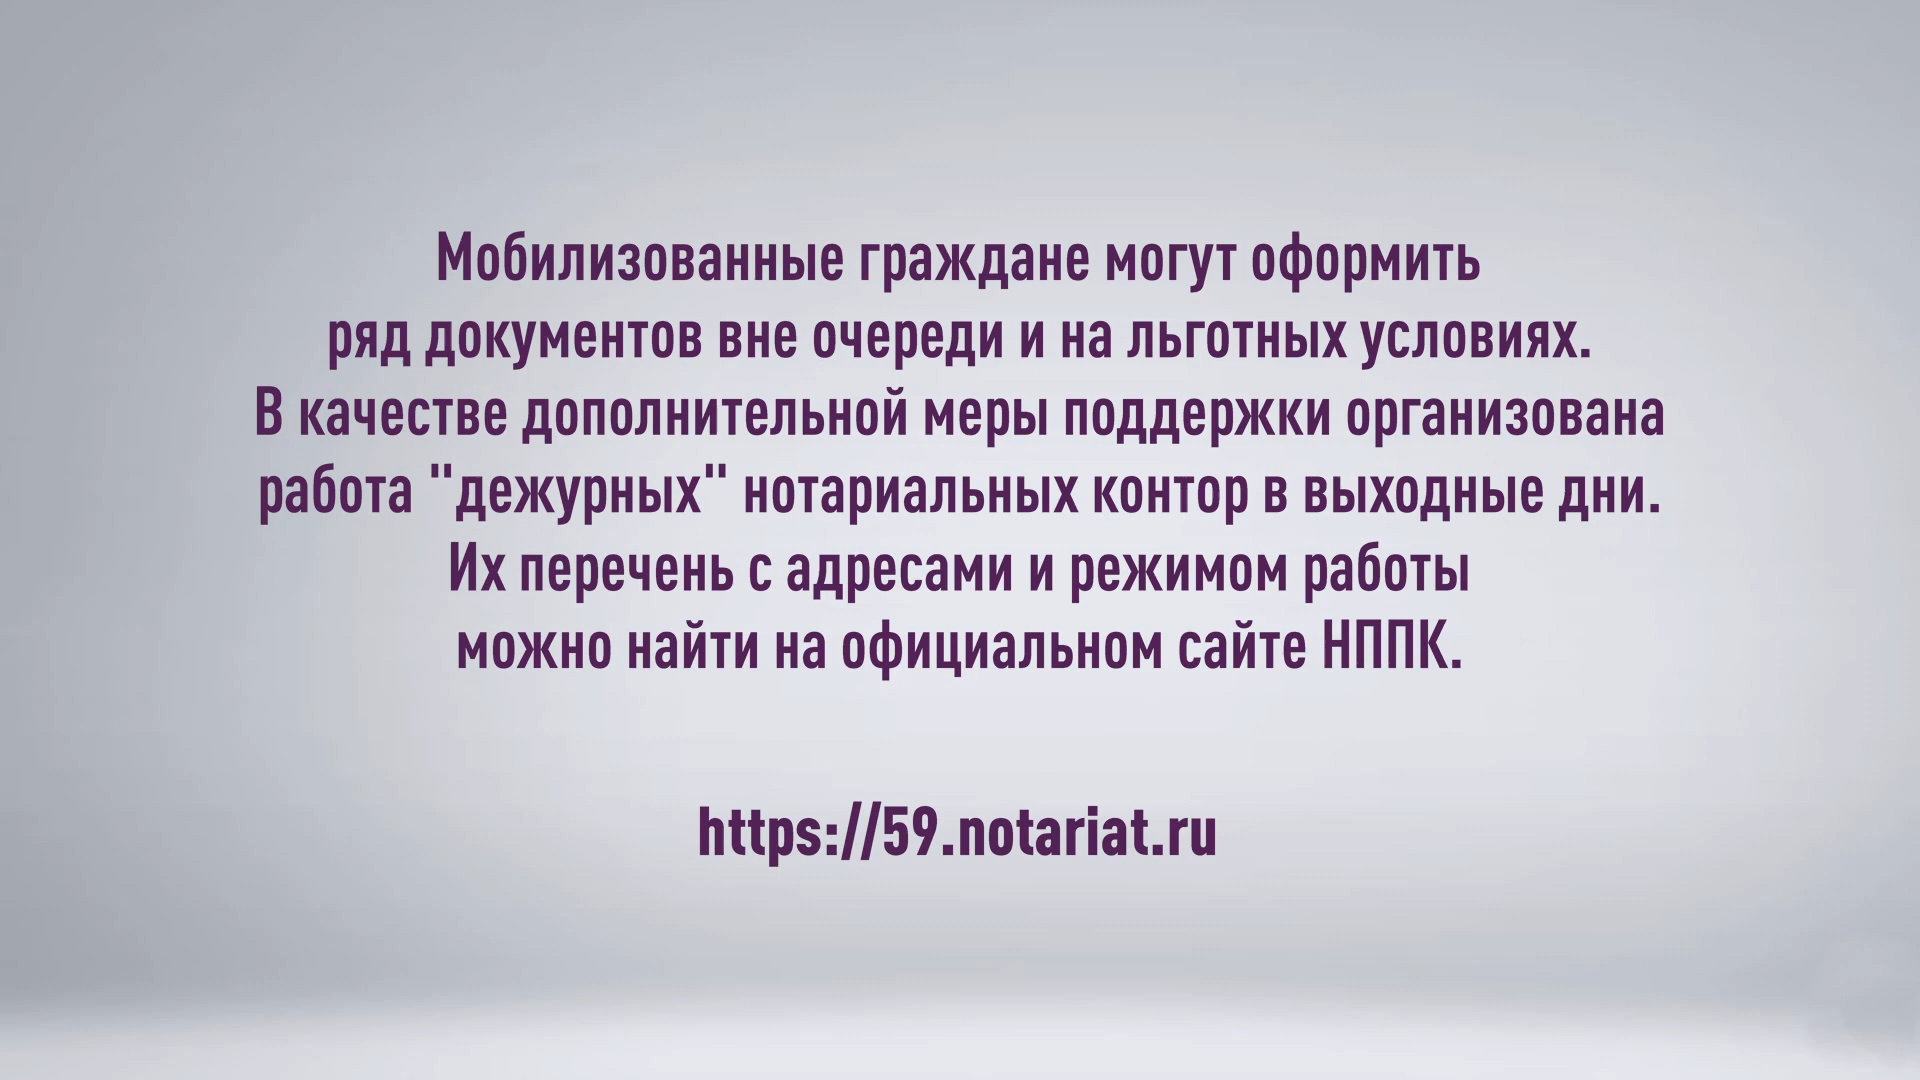 Мобилизованные граждане могут оформить
ряд документов вне очереди и на льготных условиях.
В качестве дополнительной меры поддержки организована
работа "дежурных" нотариальных контор в выходные дни.
Их перечень с адресами и режимом работы
можно найти на официальном сайте НППК.
https://59.notariat.ru